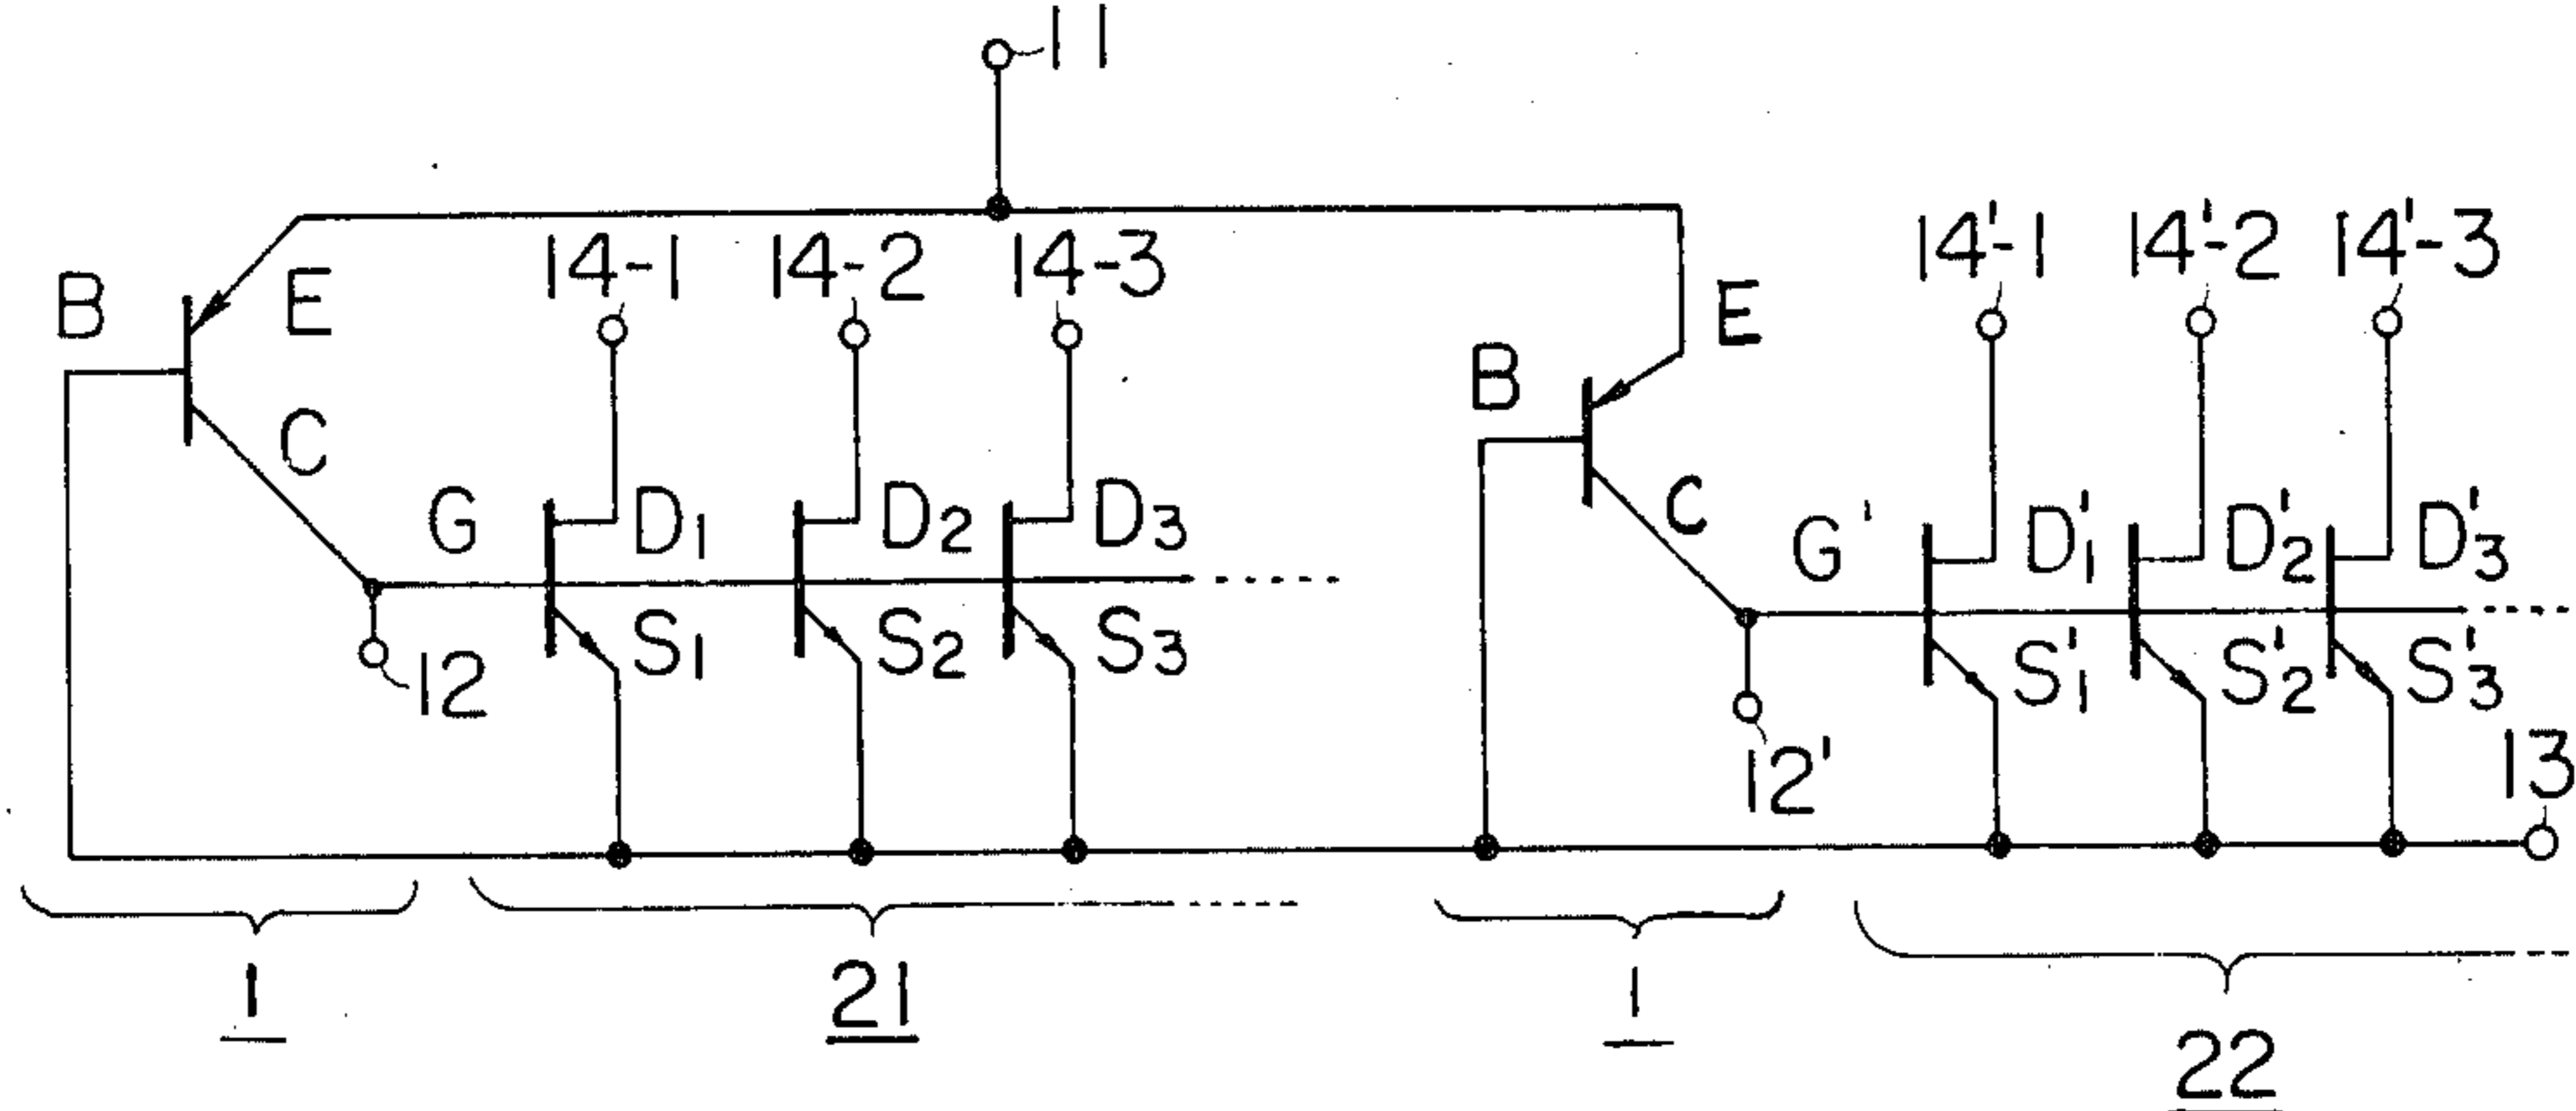 11
14-1 14-2 14-3
14'-1 14'-2 14'-3
B E
E
B
C
C
G D1 D2 D3
G' D'1 D'2 D'3
S1 S2 S3
S'1 S'2 S'3
12
12'
13
1 21 1 22